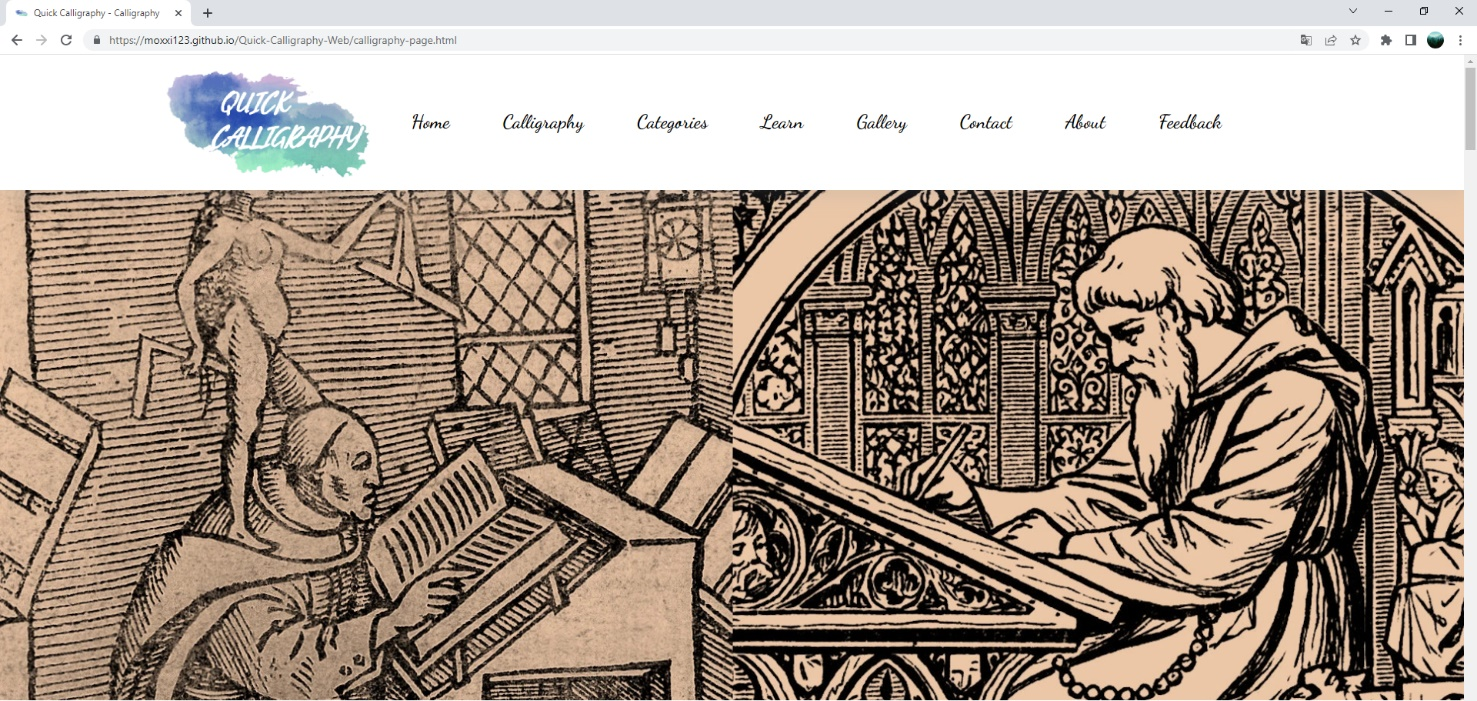 Quick Calligraphy - Calligraphy
https://moxxi123.github.io/Quick-Calligraphy-Web/calligraphy-page.html
QUICK
CALLIGRAPHY
Home Calligraphy Categories Learn Gallery Contact About Feedback